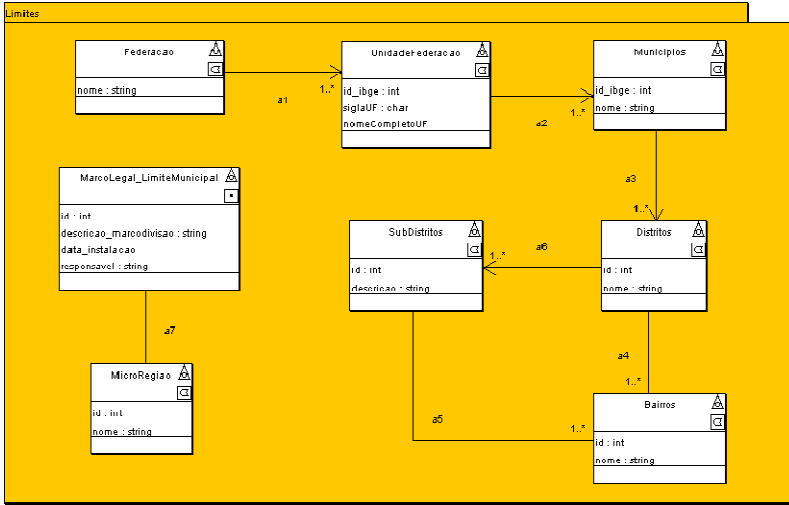 Limites
Federacao
nome : string
a1
1..*
UnidadeFederacao
id_ibge : int
siglaUF : char
nomeCompletoUF
a2
1..*
Municipios
id_ibge : int
nome : string
a3
1..*
MarcoLegal_LimiteMunicipal
id : int
descricao_marcodivisao : string
data_instalacao
responsavel : string
SubDistritos
id : int
descricao : string
1..*
a6
Distritos
id : int
nome : string
a7
a4
1..*
MicroRegiao
id : int
nome : string
a5
1..*
Bairros
id : int
nome : string